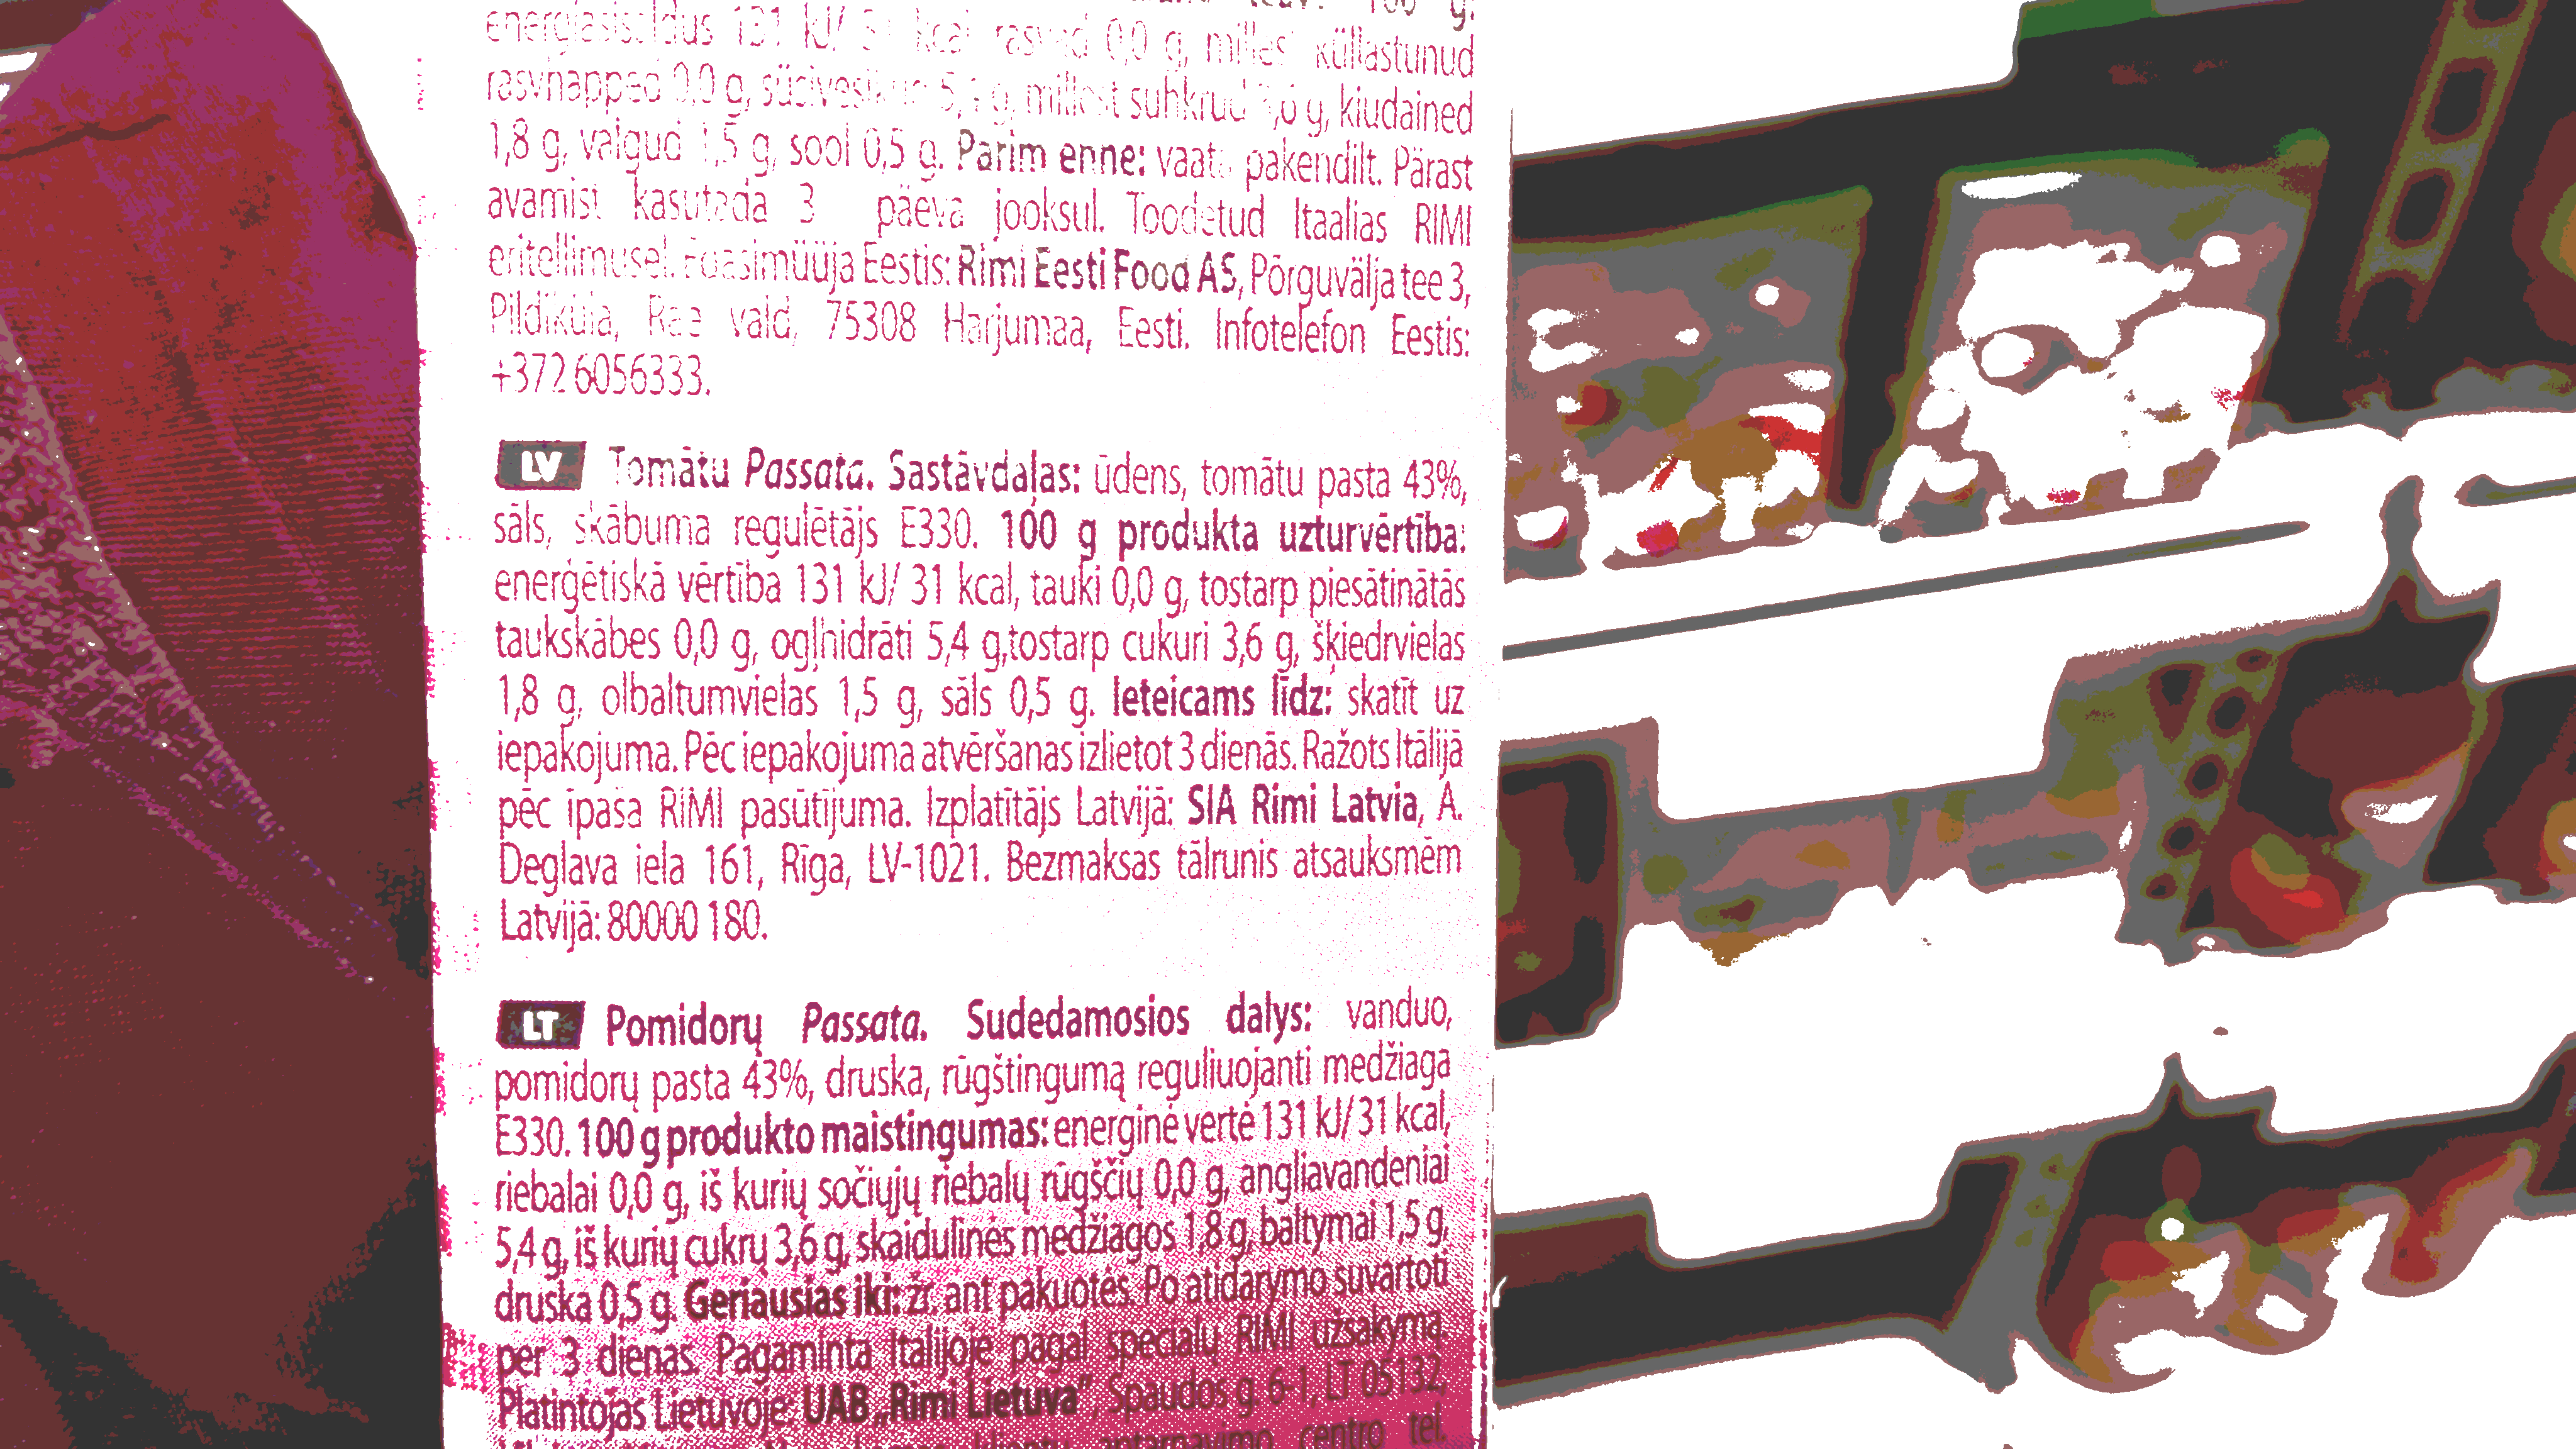 100 g:
energiasisaldus 131 kJ/ 31 kcal rasvad 0,0 g, millest küllastunud
rasvhapped 0,0 g, süsivesikud 5,4 g, millest suhkrud 3,6 g, kiudained
1,8 g, valgud 1,5 g, sool 0,5 g. Parim enne: vaata pakendilt. Pärast
avamist kasutada 3 päeva jooksul. Toodetud Itaalias RIMI
eritellimusel. Edasimüüja Eestis: Rimi Eesti Food AS, Põrguvälja tee 3,
Pildiküla, Rae vald, 75308 Harjumaa, Eesti. Infotelefon Eestis:
+372 6056333.
LV Tomātu Passata. Sastāvdaļas: ūdens, tomātu pasta 43%,
sāls, skābuma regulētājs E330. 100 g produkta uzturvērtība:
enerģētiskā vērtība 131 kJ/ 31 kcal, tauki 0,0 g, tostarp piesātinātās
taukskābes 0,0 g, ogļhidrāti 5,4 g,tostarp cukuri 3,6 g, šķiedrvielas
1,8 g, olbaltumvielas 1,5 g, sāls 0,5 g. Ieteicams līdz: skatīt uz
iepakojuma. Pēc iepakojuma atvēršanas izlietot 3 dienās. Ražots Itālijā
pēc īpaša RIMI pasūtījuma. Izplatītājs Latvijā: SIA Rimi Latvia, A.
Deglava iela 161, Rīga, LV-1021. Bezmaksas tālrunis atsauksmēm
Latvijā: 80000 180.
LT Pomidorų Passata. Sudedamosios dalys: vanduo,
pomidorų pasta 43%, druska, rūgštingumą reguliuojanti medžiaga
E330. 100 g produkto maistingumas: energinė vertė 131 kJ/ 31 kcal,
riebalai 0,0 g, iš kurių sočiųjų riebalų rūgščių 0,0 g, angliavandeniai
5,4 g, iš kurių cukrų 3,6 g, skaidulinės medžiagos 1,8 g, baltymai 1,5 g,
druska 0,5 g. Geriausias iki: žr. ant pakuotės. Po atidarymo suvartoti
per 3 dienas. Pagaminta Italijoje pagal specialų RIMI užsakymą.
Platintojas Lietuvoje: UAB „Rimi Lietuva", Spaudos g. 6-1, LT 05132,
klientų aptarnavimo centro tel.